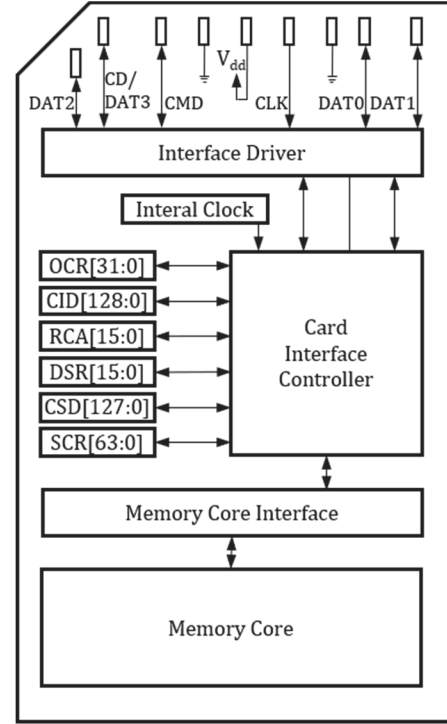 V_dd
CD/
DAT2 DAT3 CMD CLK DAT0 DAT1
Interface Driver
Interal Clock
OCR[31:0]
CID[128:0]
RCA[15:0]
DSR[15:0]
CSD[127:0]
SCR[63:0]
Card
Interface
Controller
Memory Core Interface
Memory Core